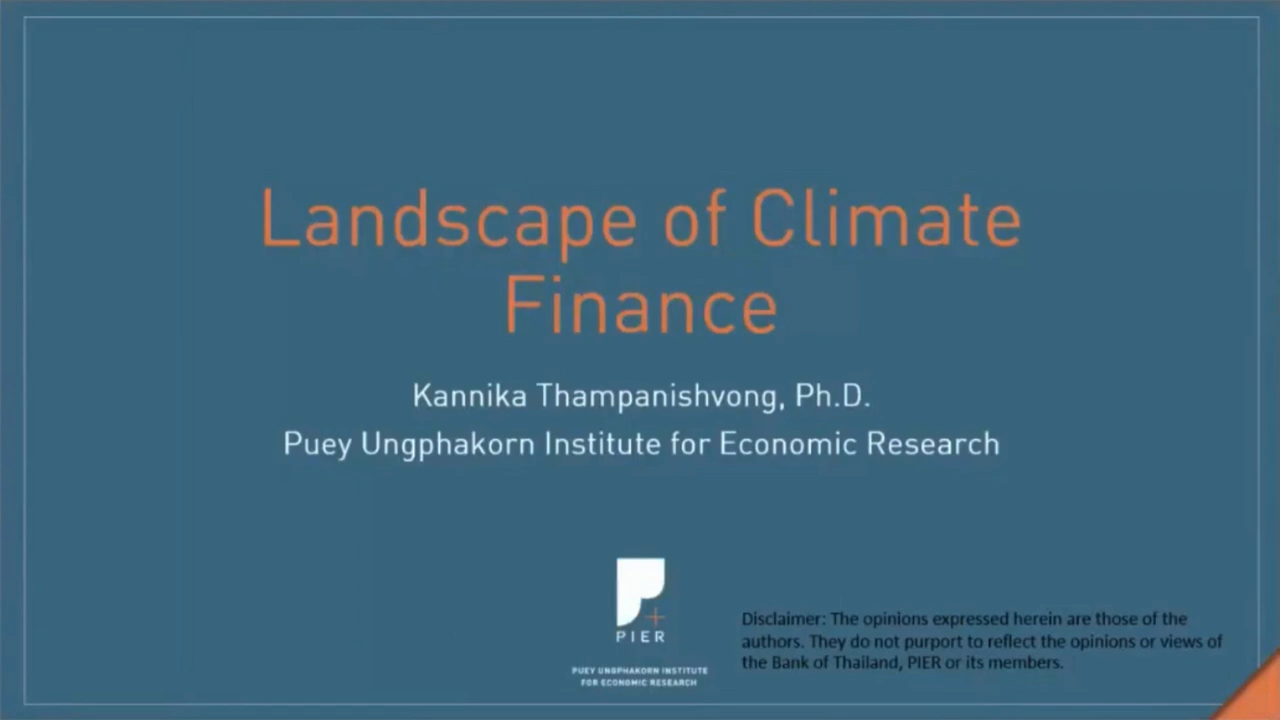 Landscape of Climate
Finance
Kannika Thampanishvong, Ph.D.
Puey Ungphakorn Institute for Economic Research
PIER
PUEY UNGPHAKORN INSTITUTE
FOR ECONOMIC RESEARCH
Disclaimer: The opinions expressed herein are those of the
authors. They do not purport to reflect the opinions or views of
the Bank of Thailand, PIER or its members.